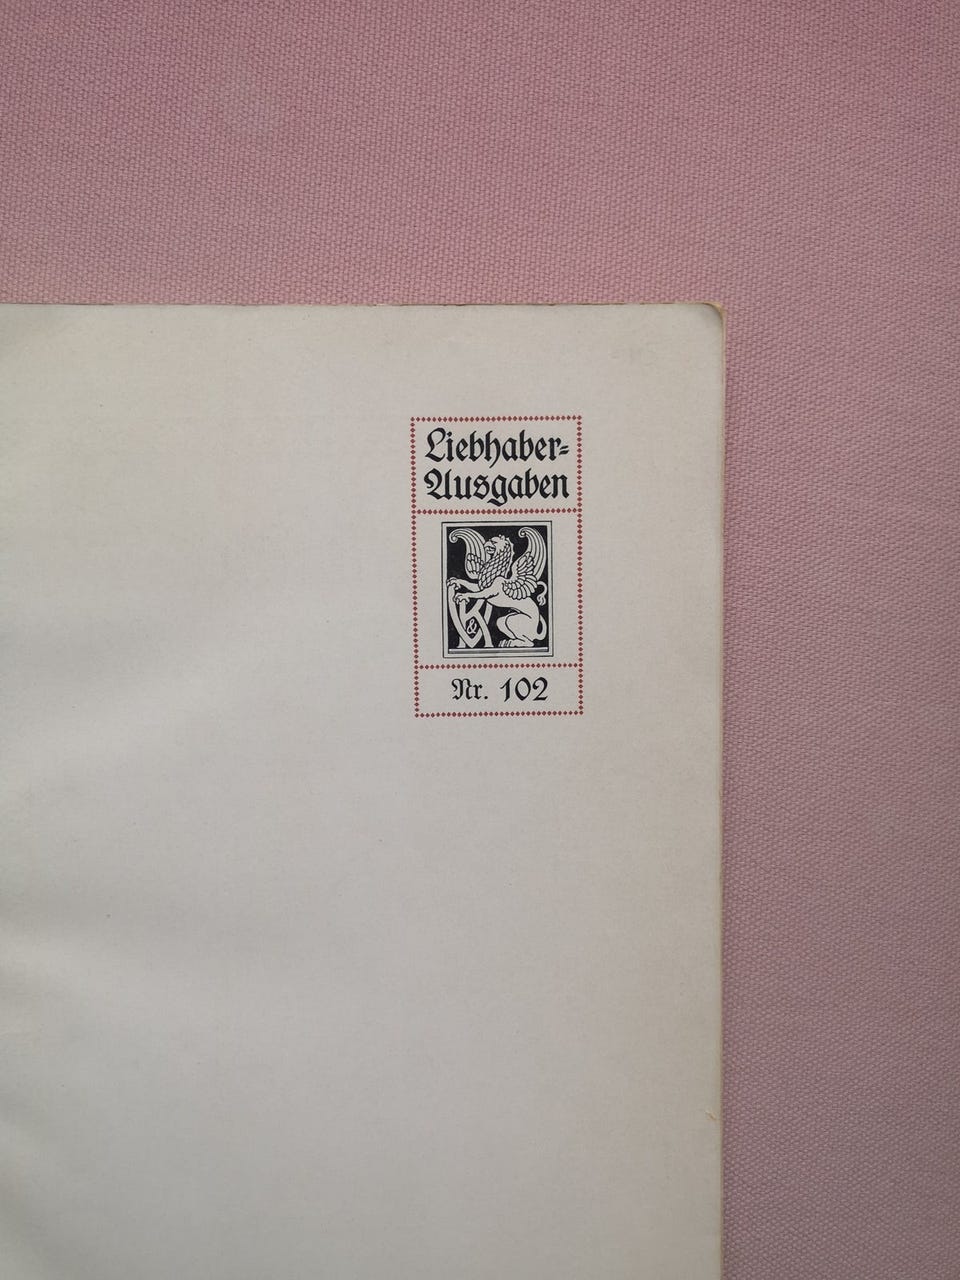 Liebhaber=
Ausgaben
V&K
Nr. 102